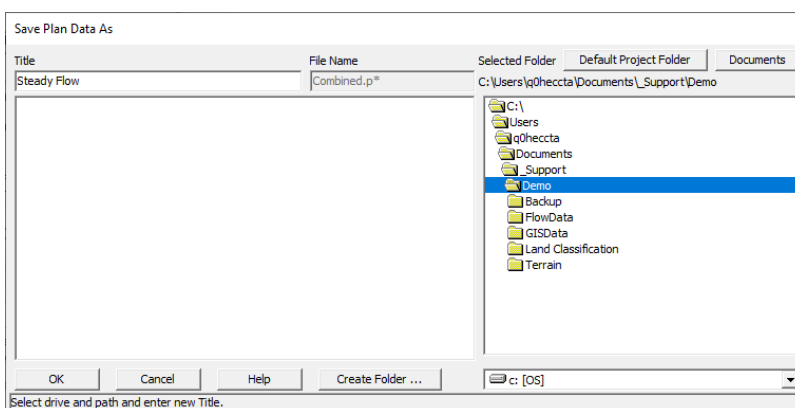 Save Plan Data As
Title
File Name
Selected Folder
Default Project Folder
Documents
Steady Flow
Combined.p*
C:\Users\q0heccta\Documents\_Support\Demo
C:\
Users
q0heccta
Documents
_Support
Demo
Backup
FlowData
GISData
Land Classification
Terrain
OK
Cancel
Help
Create Folder ...
c: [OS]
Select drive and path and enter new Title.